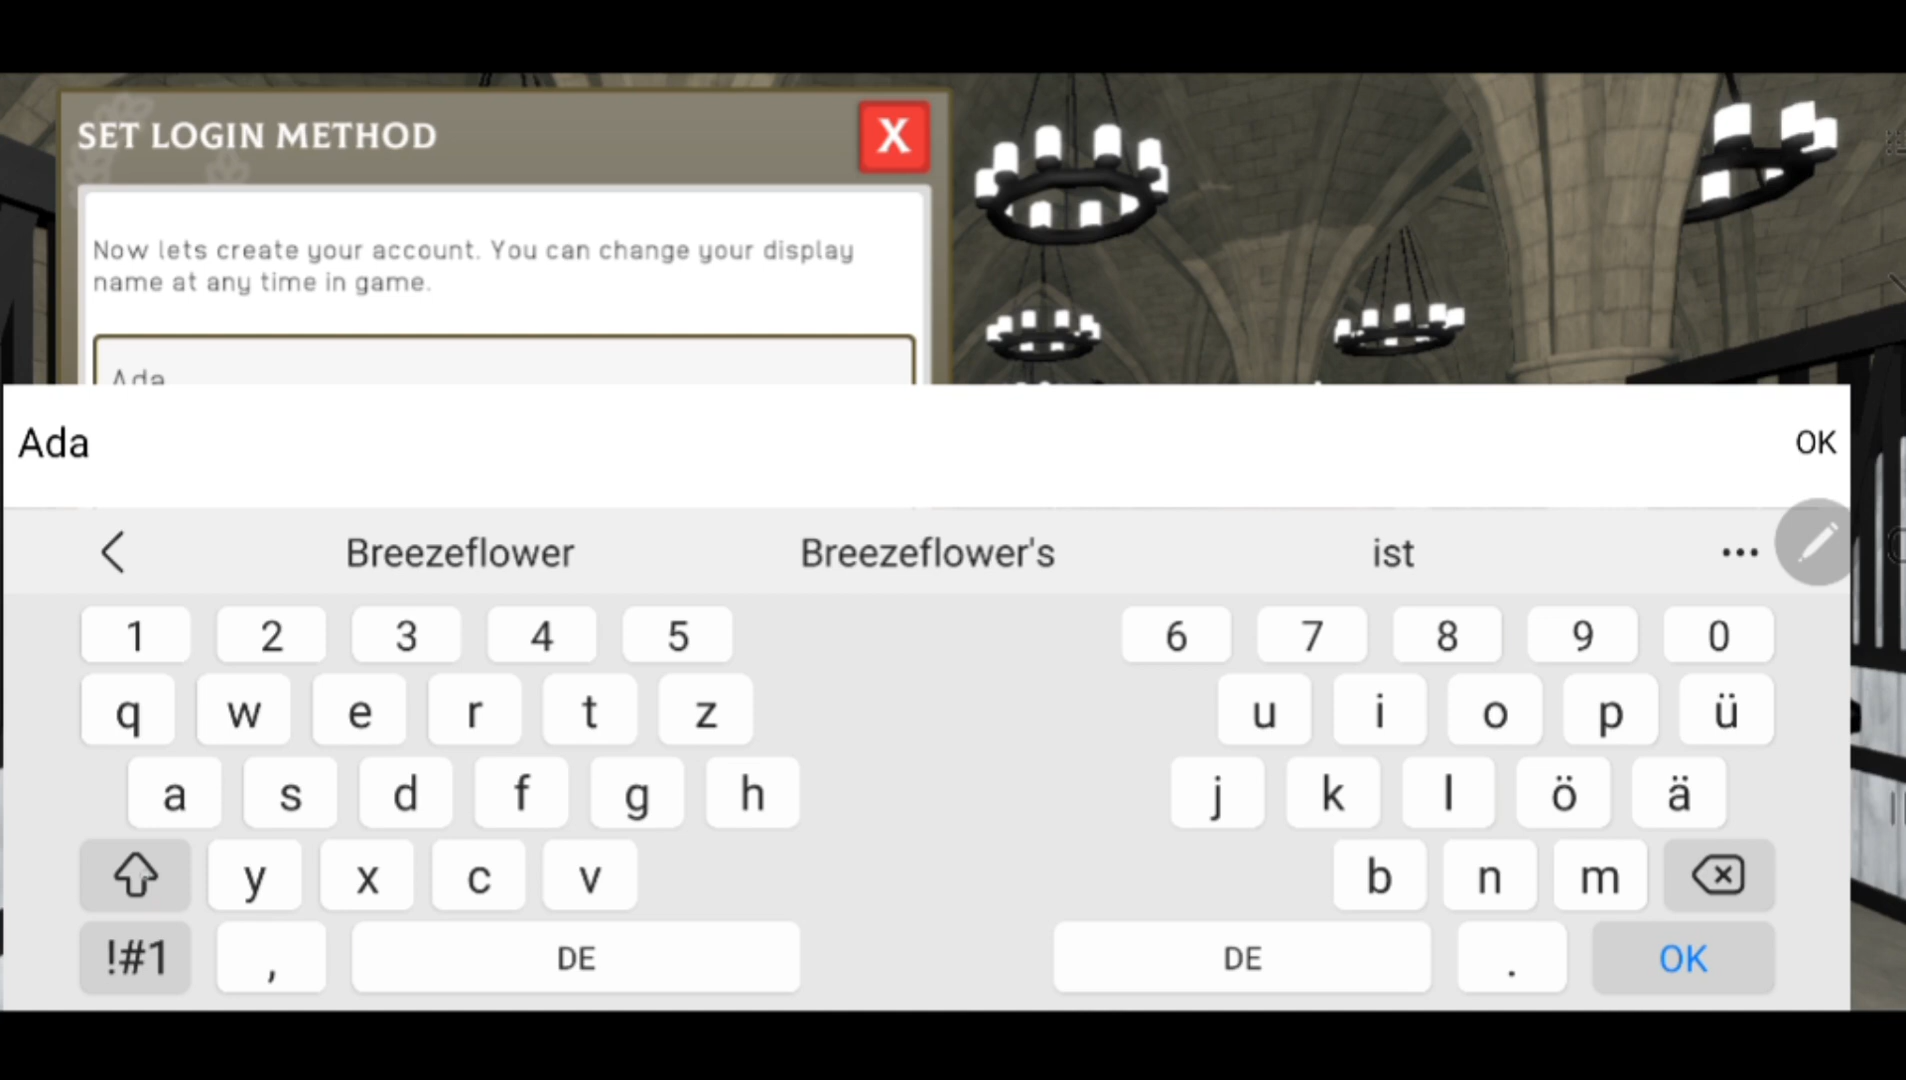 SET LOGIN METHOD
X
Now lets create your account. You can change your display
name at any time in game.
Ada
Ada
OK
Breezeflower Breezeflower's ist ...
1 2 3 4 5 6 7 8 9 0
q w e r t z u i o p ü
a s d f g h j k l ö ä
y x c v b n m
!#1 , DE DE . OK